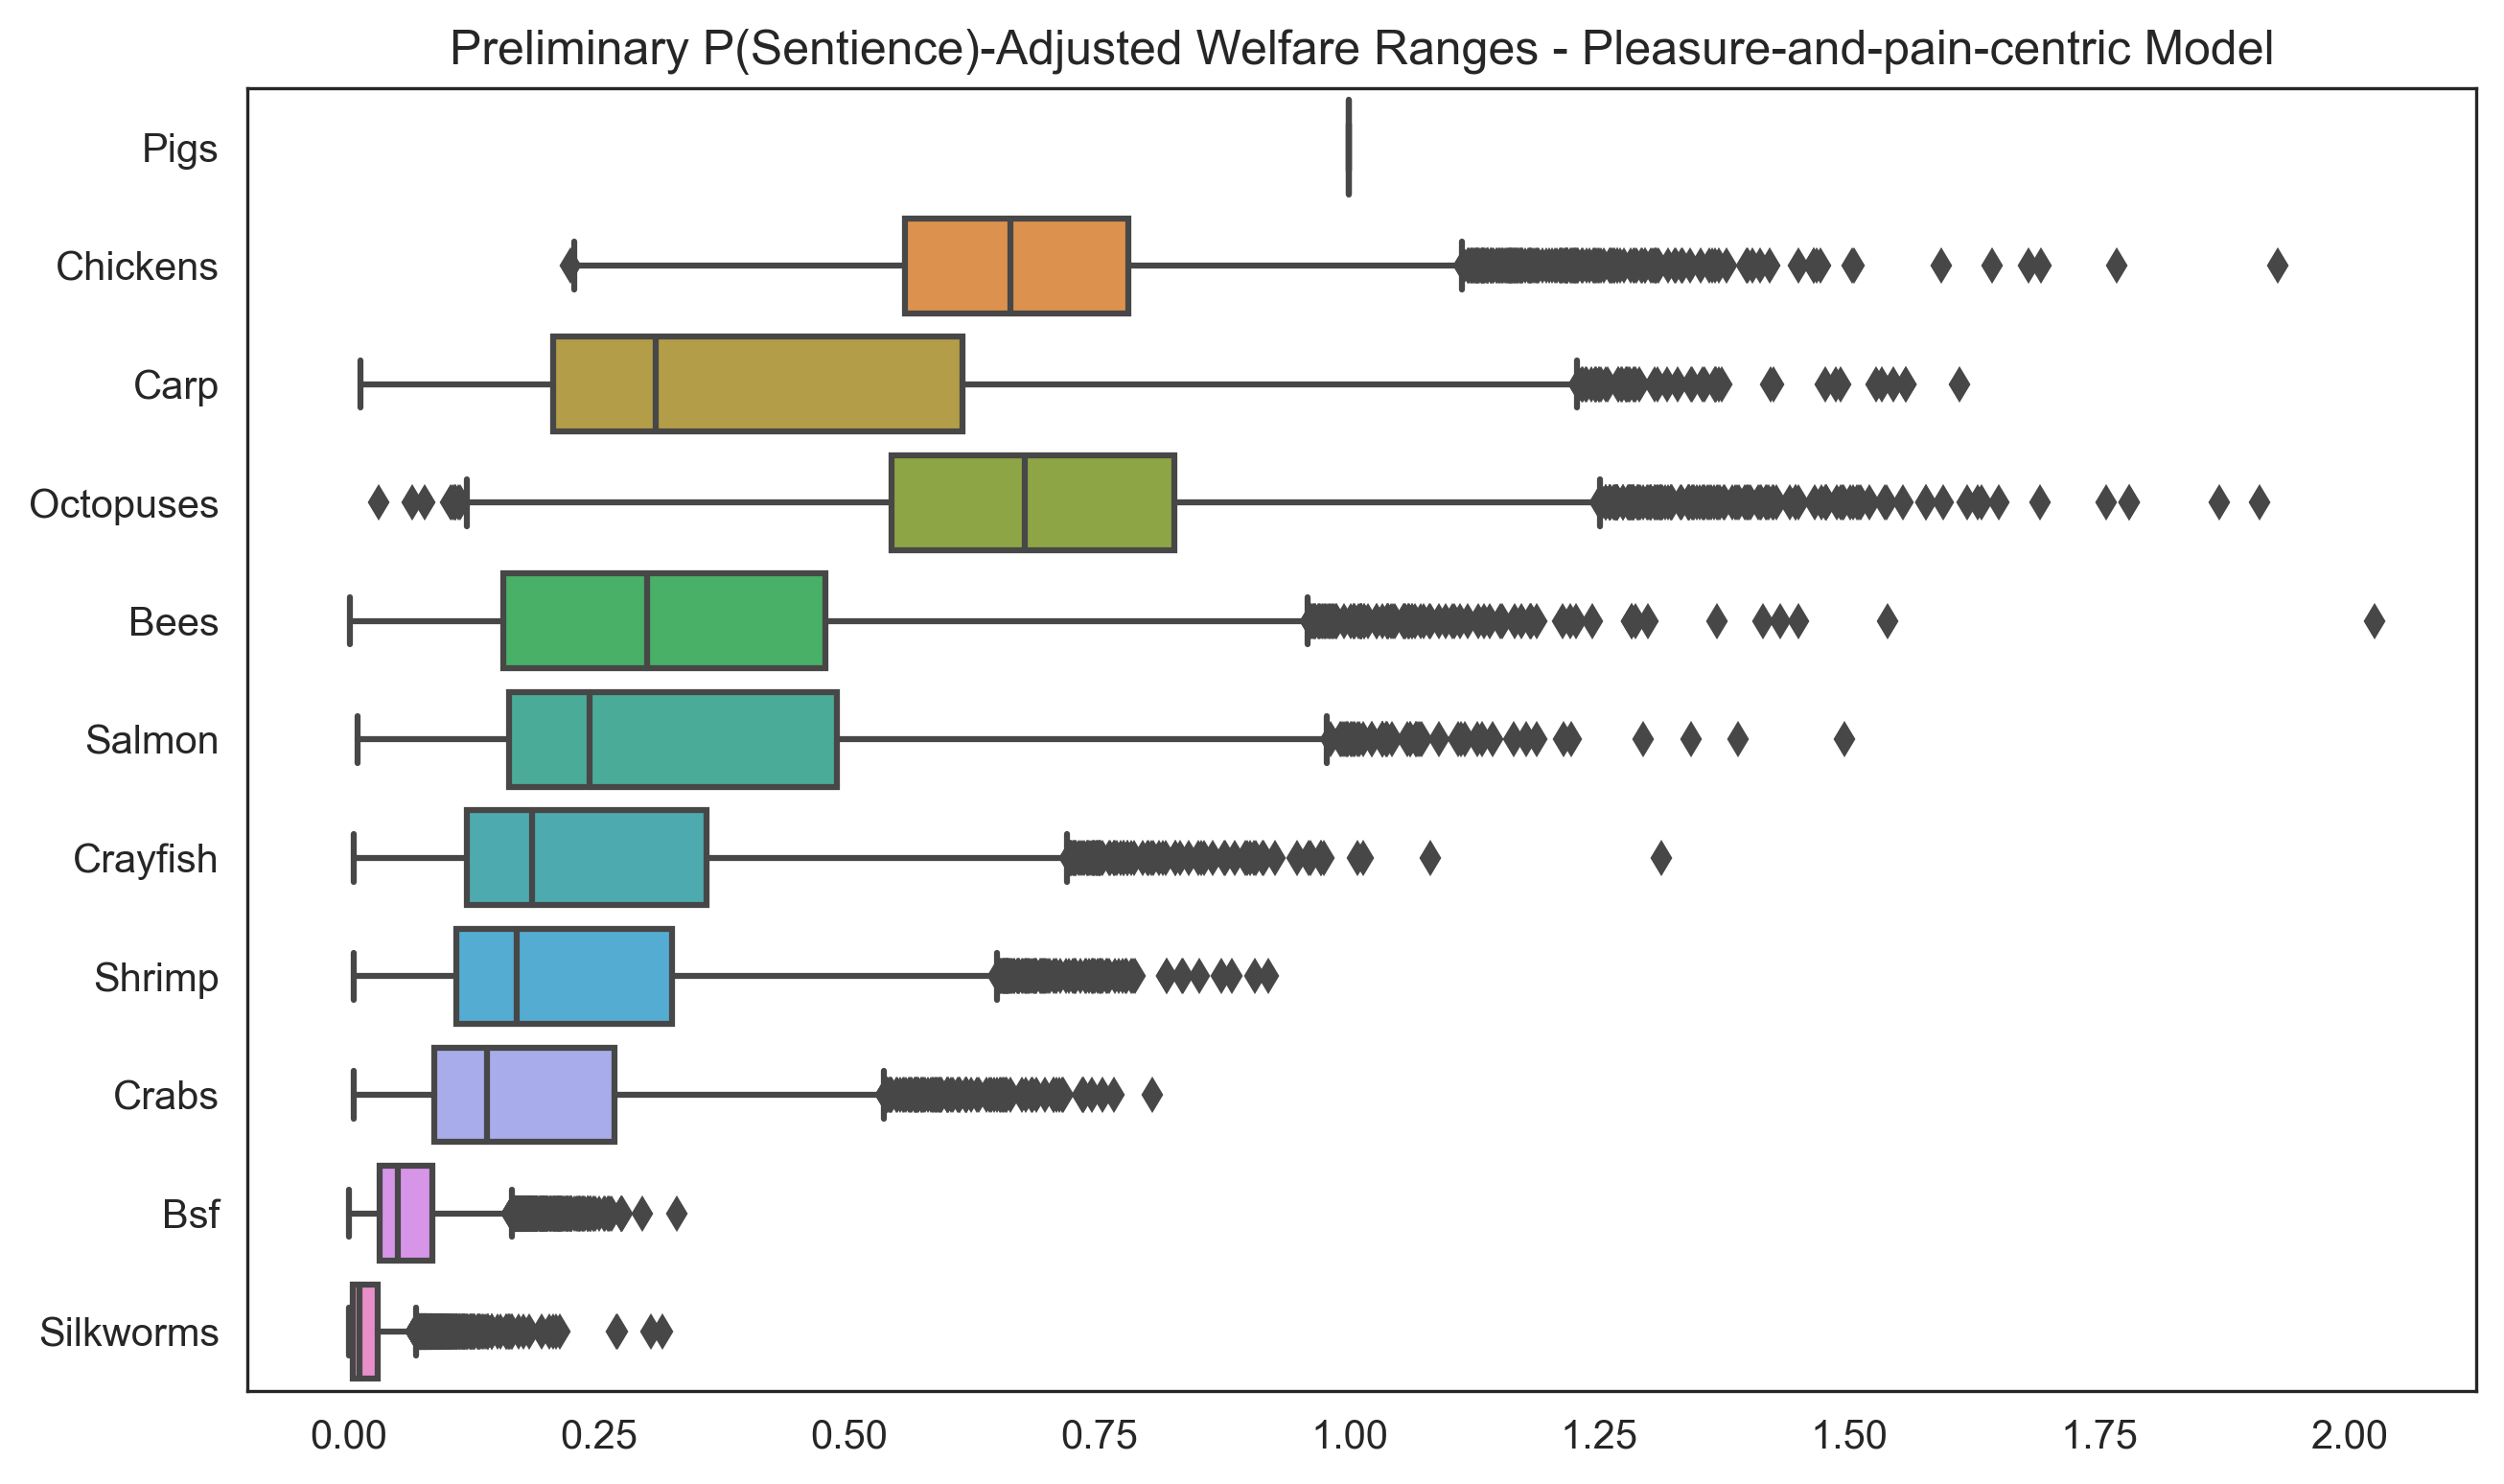 Preliminary P(Sentience)-Adjusted Welfare Ranges - Pleasure-and-pain-centric Model
Pigs
Chickens
Carp
Octopuses
Bees
Salmon
Crayfish
Shrimp
Crabs
Bsf
Silkworms
0.00 0.25 0.50 0.75 1.00 1.25 1.50 1.75 2.00